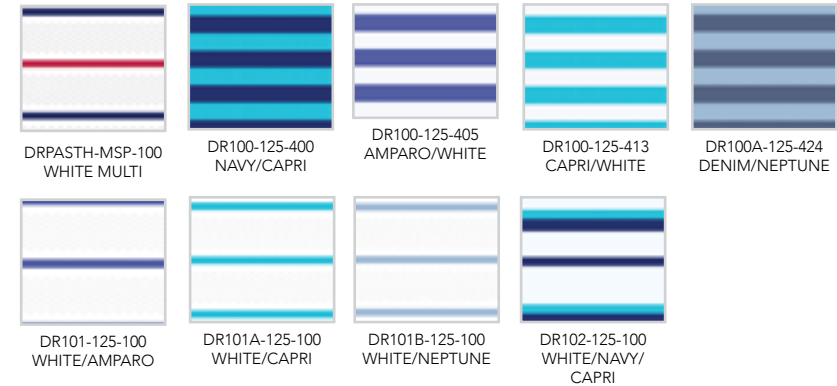 DRPASTH-MSP-100
WHITE MULTI
DR100-125-400
NAVY/CAPRI
DR100-125-405
AMPARO/WHITE
DR100-125-413
CAPRI/WHITE
DR100A-125-424
DENIM/NEPTUNE
DR101-125-100
WHITE/AMPARO
DR101A-125-100
WHITE/CAPRI
DR101B-125-100
WHITE/NEPTUNE
DR102-125-100
WHITE/NAVY/
CAPRI